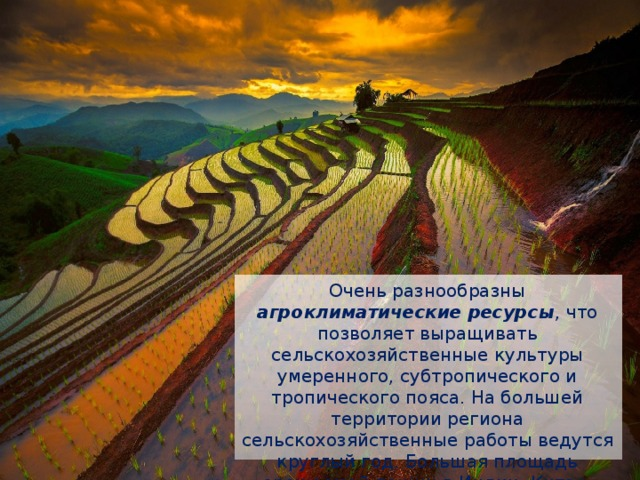 Очень разнообразны
агроклиматические ресурсы, что
позволяет выращивать
сельскохозяйственные культуры
умеренного, субтропического и
тропического пояса. На большей
территории региона
сельскохозяйственные работы ведутся
круглый год. Большая площадь